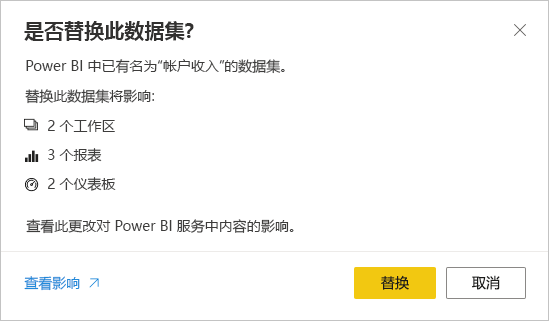 是否替换此数据集?
Power BI 中已有名为“帐户收入”的数据集。
替换此数据集将影响:
2 个工作区
3 个报表
2 个仪表板
查看此更改对 Power BI 服务中内容的影响。
查看影响
替换
取消